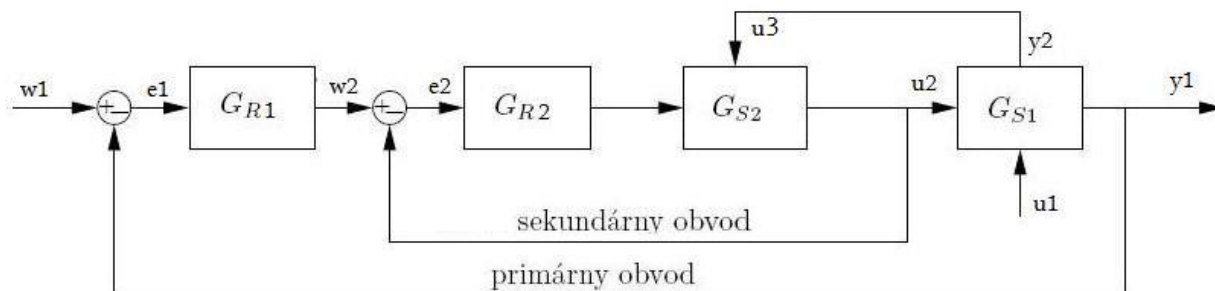 u3
y2
w1
e1
G_{R1}
w2
e2
G_{R2}
G_{S2}
u2
G_{S1}
y1
u1
sekundárny obvod
primárny obvod